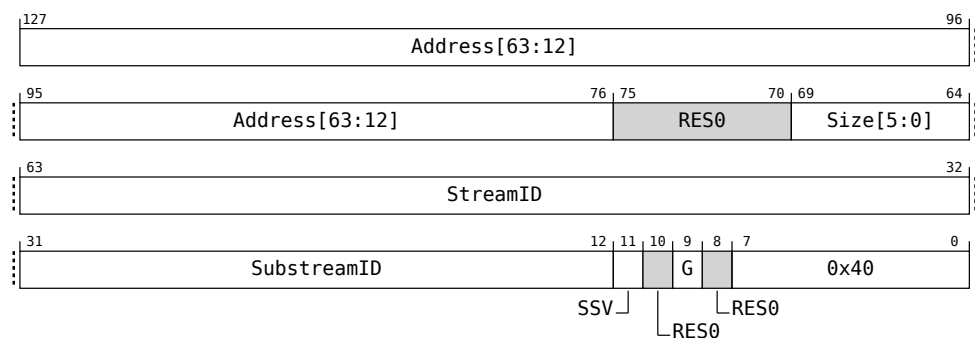 127 96
Address[63:12]
95 76 75 70 69 64
Address[63:12] RES0 Size[5:0]
63 32
StreamID
31 12 11 10 9 8 7 0
SubstreamID G 0x40
SSV RES0
RES0